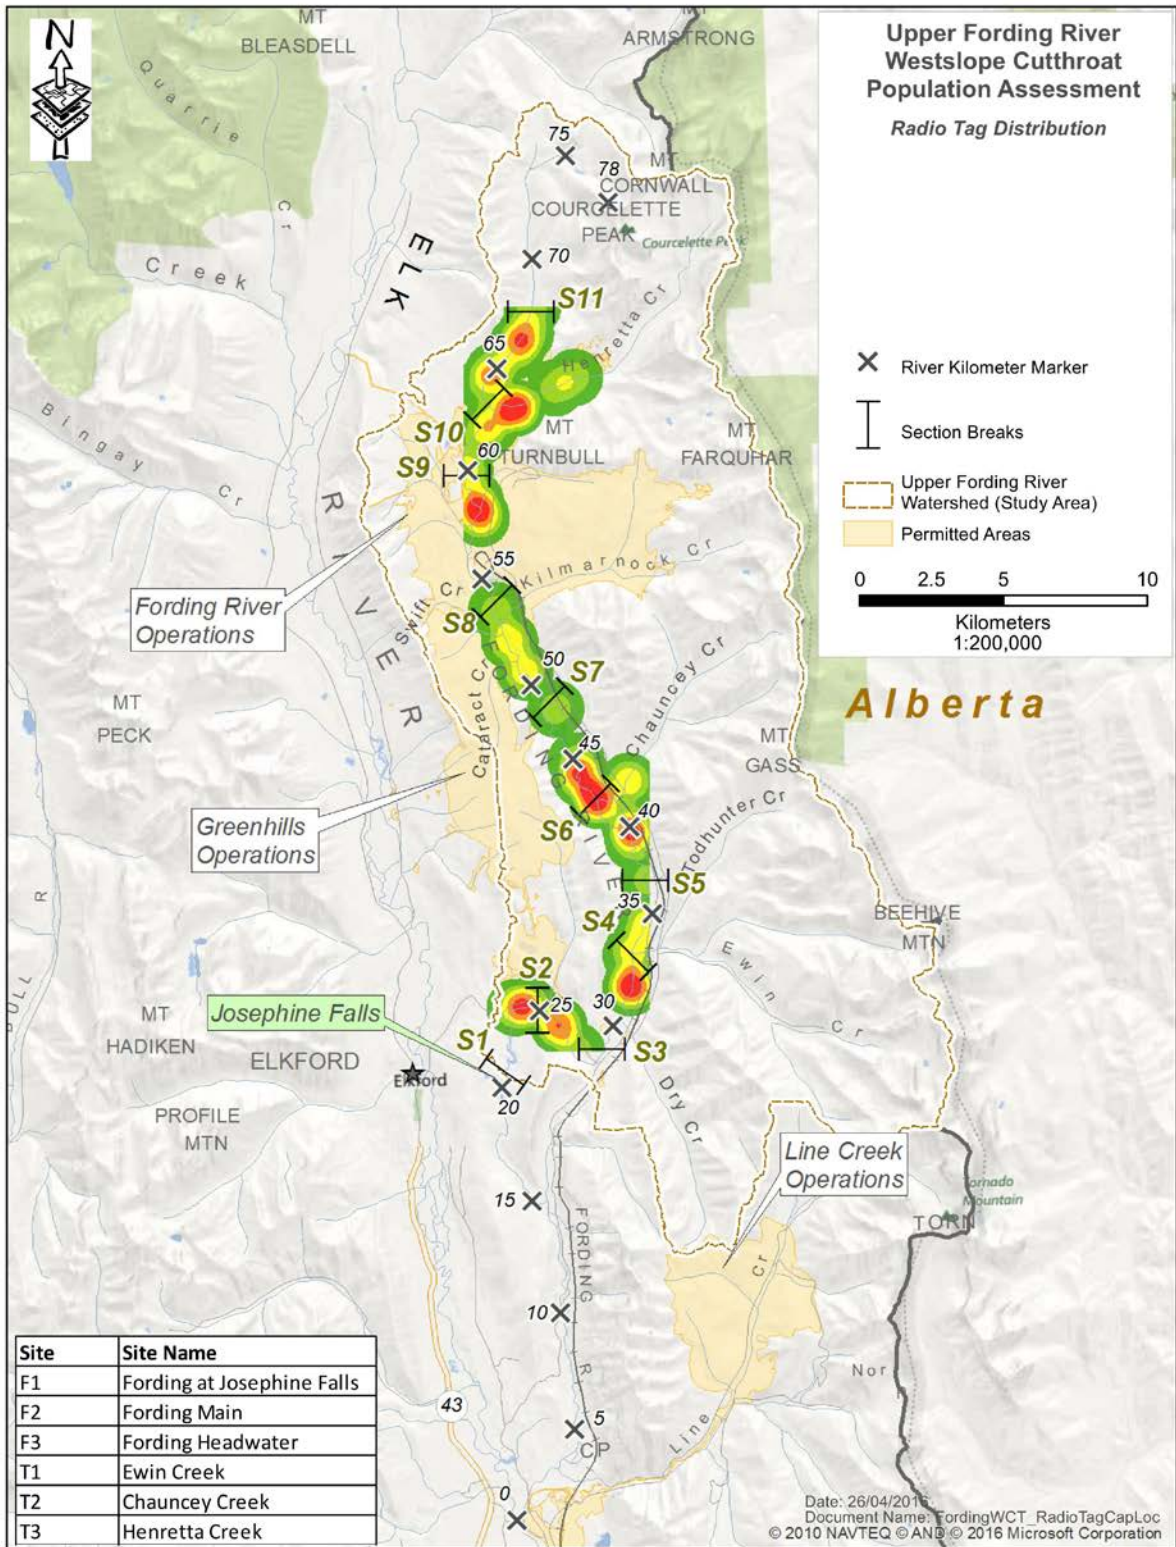 N
MT
BLEASDELL
MT
ARMSTRONG
Upper Fording River
Westslope Cutthroat
Population Assessment
Radio Tag Distribution
Quarrie
Cr
75
78
MT
CORNWALL
COURCELETTE
PEAK
Courcelette
70
Creek
ELK
S11
Henretta Cr
65
River Kilometer Marker
Section Breaks
Bingay
Cr
S10
MT
TURNBULL
MT
FARQUHAR
S9
60
Upper Fording River
Watershed (Study Area)
Permitted Areas
0 2.5 5 10
Kilometers
1:200,000
RIVER
55
Kilmarnock Cr
Fording River
Operations
Swift Cr
S8
50
S7
Chauncey Cr
Alberta
MT
PECK
Cataract Cr
FORDING
RIVER
45
MT
GASS
Greenhills
Operations
S6
40
Todhunter Cr
S5
35
S4
BEEHIVE
MTN
R
BULL
Ewin
Cr
S2
25
30
Josephine Falls
MT
HADIKEN
S1
S3
ELKFORD
Elkford
20
Dry Cr
PROFILE
MTN
Line Creek
Operations
Mountain
TORN
15
FORDING
R
10
Cr
Site Site Name
F1 Fording at Josephine Falls
F2 Fording Main
F3 Fording Headwater
T1 Ewin Creek
T2 Chauncey Creek
T3 Henretta Creek
43
5
CP
Line
Nor
0
Date: 26/04/2016
Document Name: FordingWCT_RadioTagCapLoc
© 2010 NAVTEQ © AND © 2016 Microsoft Corporation